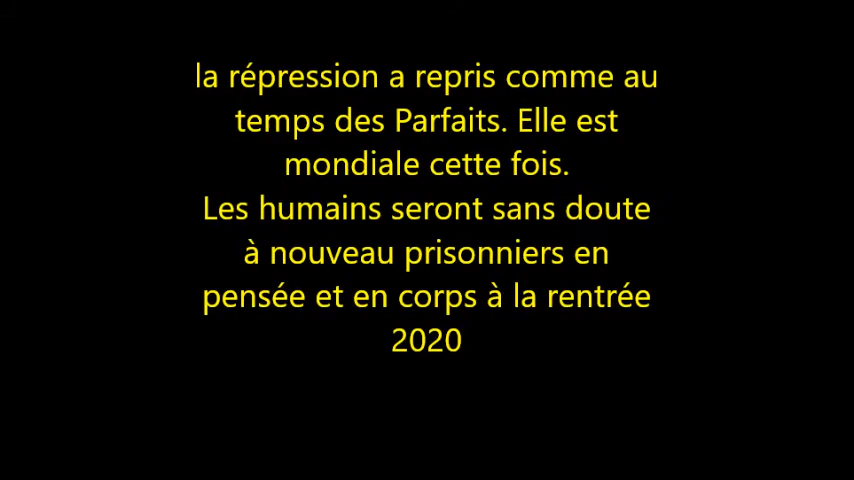 la répression a repris comme au
temps des Parfaits. Elle est
mondiale cette fois.
Les humains seront sans doute
à nouveau prisonniers en
pensée et en corps à la rentrée
2020